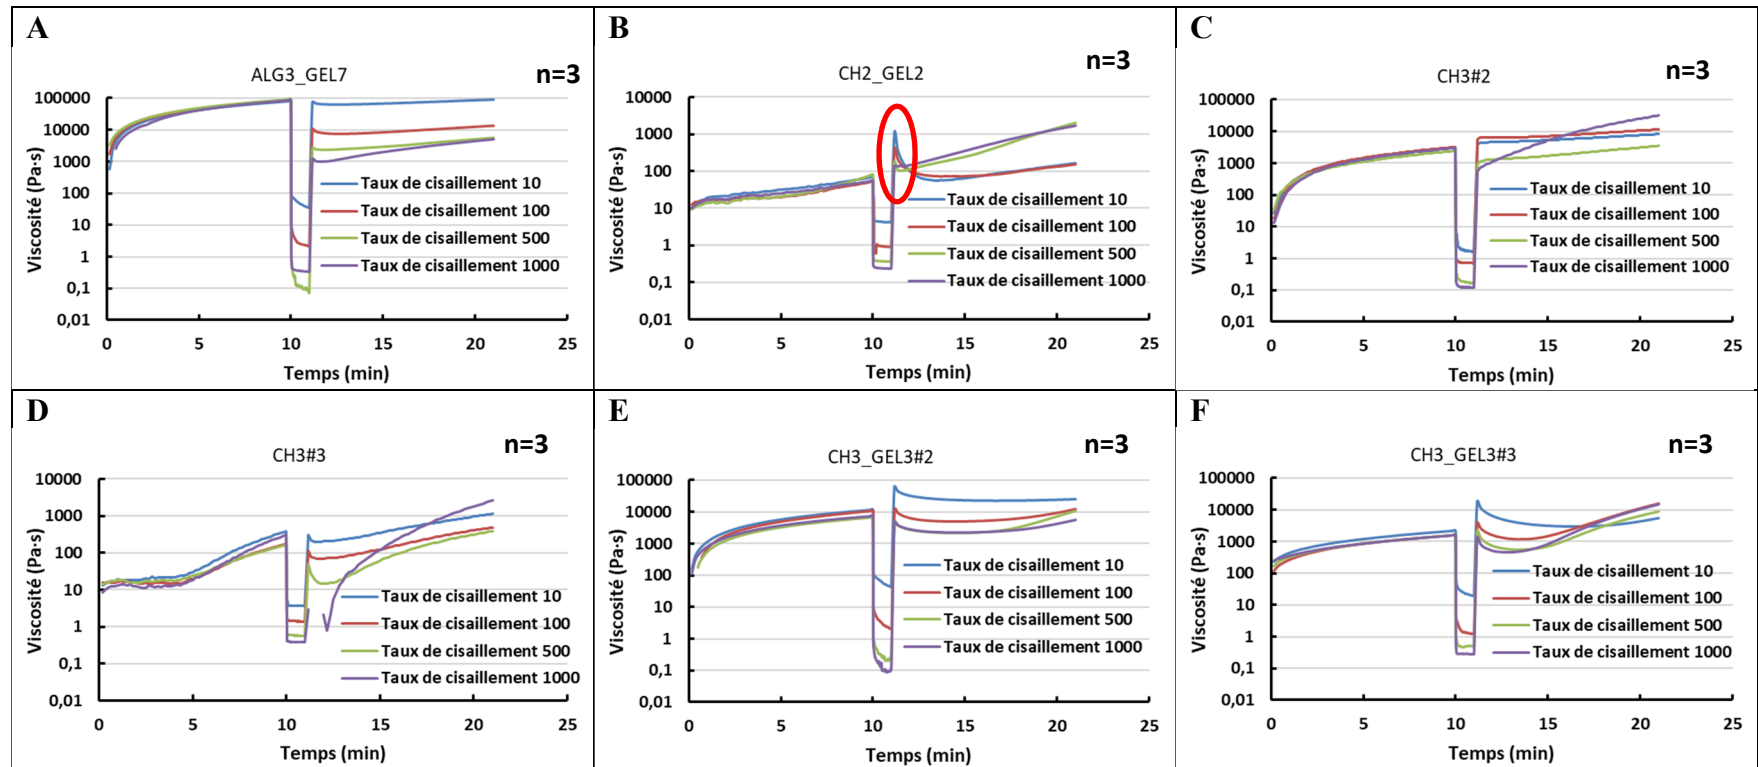 A
ALG3_GEL7
n=3
Viscosité (Pa·s)
100000
10000
1000
100
10
1
0,1
0,01
Taux de cisaillement 10
Taux de cisaillement 100
Taux de cisaillement 500
Taux de cisaillement 1000
0 5 10 15 20 25
Temps (min)
B
CH2_GEL2
n=3
Viscosité (Pa·s)
10000
1000
100
10
1
0,1
0,01
Taux de cisaillement 10
Taux de cisaillement 100
Taux de cisaillement 500
Taux de cisaillement 1000
0 5 10 15 20 25
Temps (min)
C
CH3#2
n=3
Viscosité (Pa·s)
100000
10000
1000
100
10
1
0,1
0,01
Taux de cisaillement 10
Taux de cisaillement 100
Taux de cisaillement 500
Taux de cisaillement 1000
0 5 10 15 20 25
Temps (min)
D
CH3#3
n=3
Viscosité (Pa·s)
10000
1000
100
10
1
0,1
0,01
Taux de cisaillement 10
Taux de cisaillement 100
Taux de cisaillement 500
Taux de cisaillement 1000
0 5 10 15 20 25
Temps (min)
E
CH3_GEL3#2
n=3
Viscosité (Pa·s)
100000
10000
1000
100
10
1
0,1
0,01
Taux de cisaillement 10
Taux de cisaillement 100
Taux de cisaillement 500
Taux de cisaillement 1000
0 5 10 15 20 25
Temps (min)
F
CH3_GEL3#3
n=3
Viscosité (Pa·s)
100000
10000
1000
100
10
1
0,1
0,01
Taux de cisaillement 10
Taux de cisaillement 100
Taux de cisaillement 500
Taux de cisaillement 1000
0 5 10 15 20 25
Temps (min)